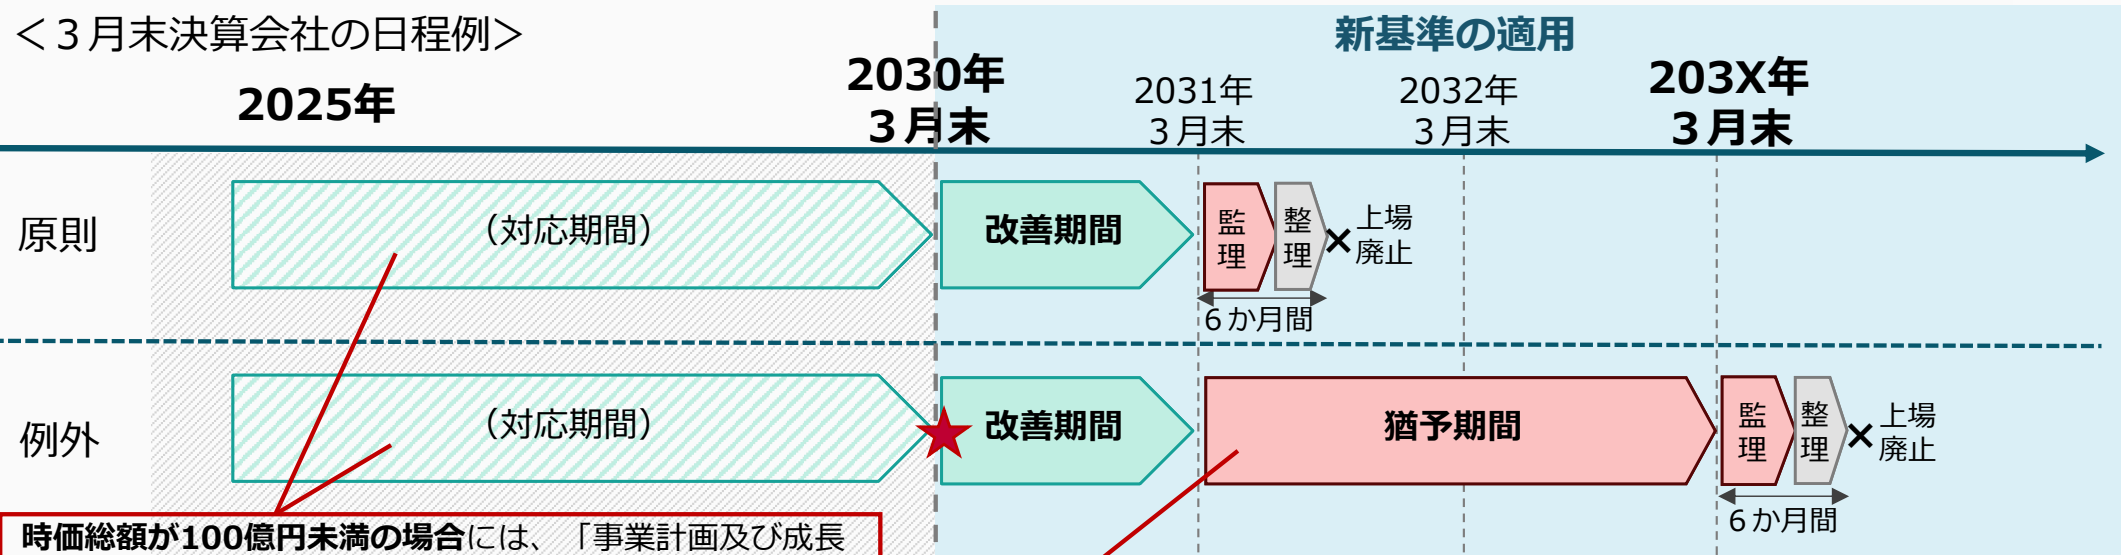 ＜３月末決算会社の日程例＞
新基準の適用
2025年
2030年
３月末
2031年
３月末
2032年
３月末
203X年
３月末
原則
（対応期間）
改善期間
監理
整理
×上場廃止
６か月間
例外
（対応期間）
★
改善期間
猶予期間
監理
整理
×上場廃止
６か月間
時価総額が100億円未満の場合には、「事業計画及び成長